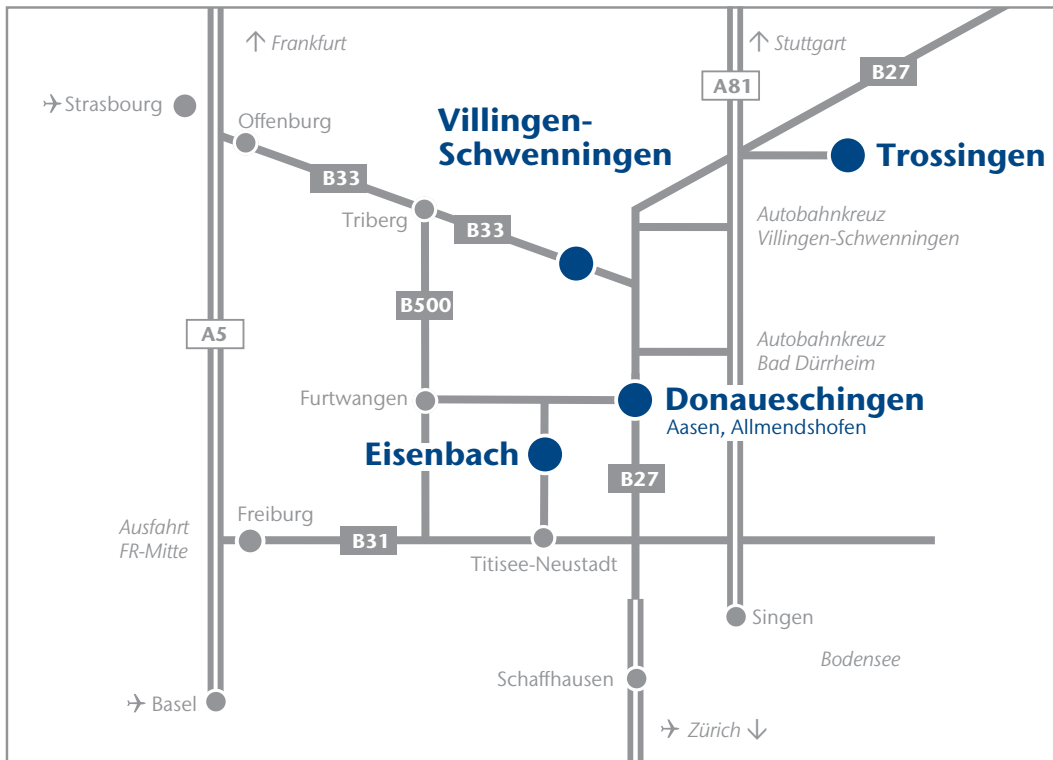 ↑ Frankfurt
↑ Stuttgart
B27
A81
✈ Strasbourg
Offenburg
Villingen-
Schwenningen
Trossingen
B33
Triberg
B33
Autobahnkreuz
Villingen-Schwenningen
B500
A5
Autobahnkreuz
Bad Dürrheim
Furtwangen
Donaueschingen
Aasen, Allmendshofen
Eisenbach
B27
Ausfahrt
FR-Mitte
Freiburg
B31
Titisee-Neustadt
Singen
Bodensee
Schaffhausen
✈ Basel
✈ Zürich ↓